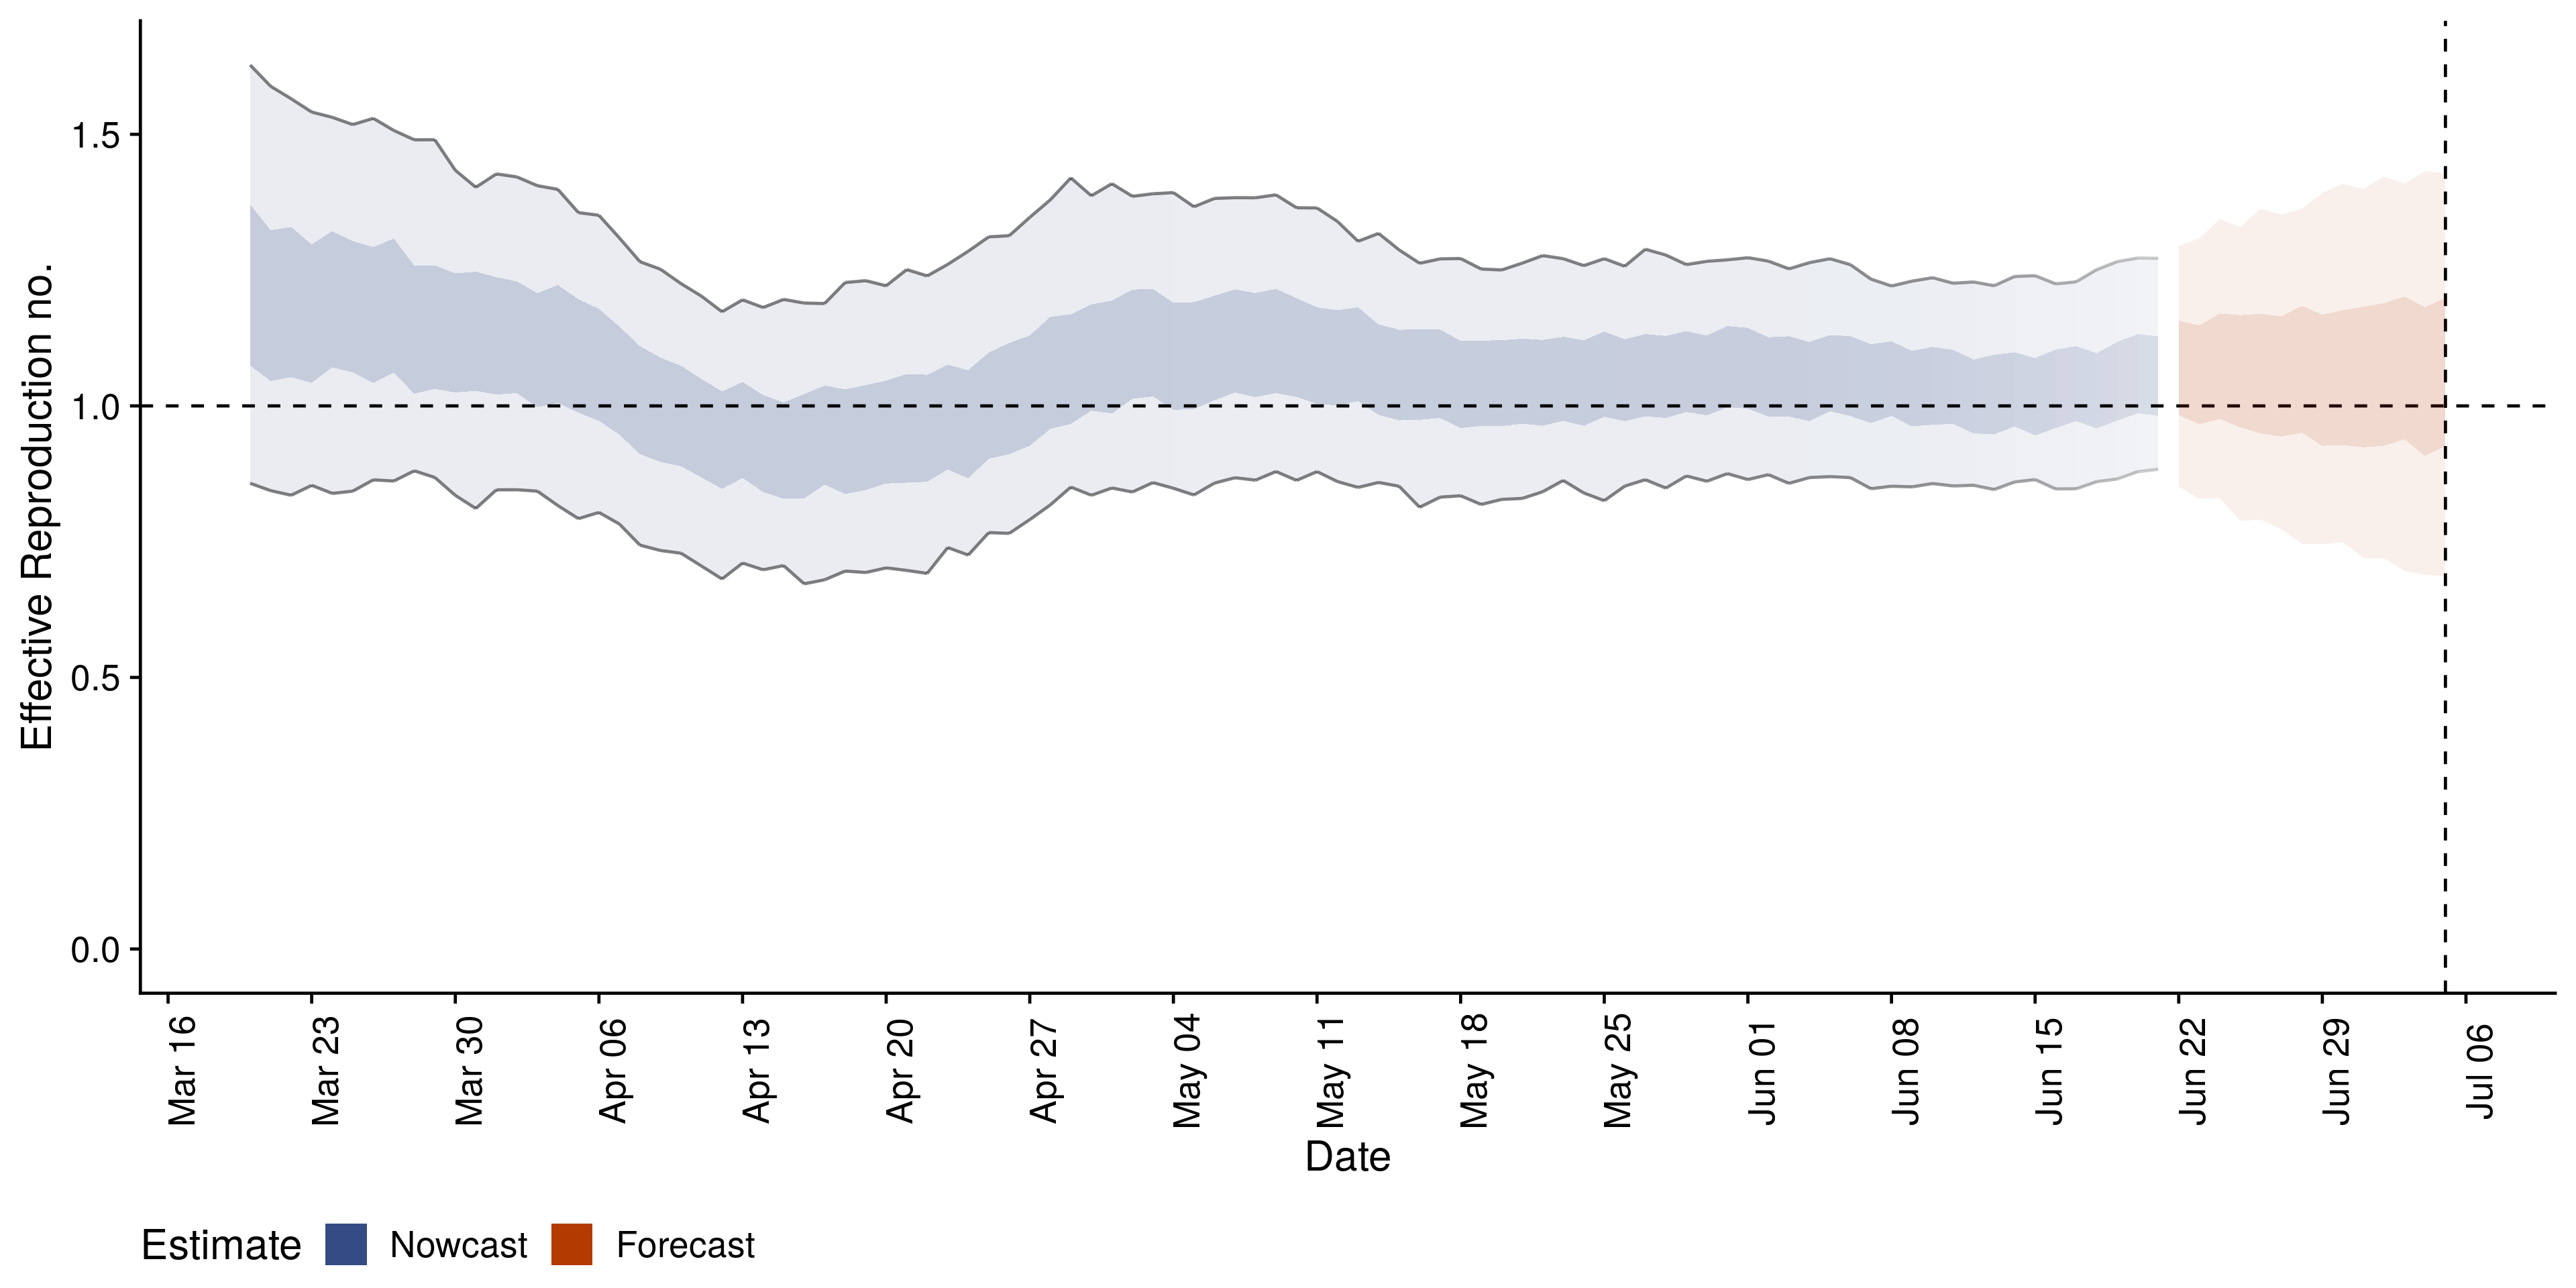 Effective Reproduction no.
1.5
1.0
0.5
0.0
Mar 16
Mar 23
Mar 30
Apr 06
Apr 13
Apr 20
Apr 27
May 04
May 11
May 18
May 25
Jun 01
Jun 08
Jun 15
Jun 22
Jun 29
Jul 06
Date
Estimate Nowcast Forecast